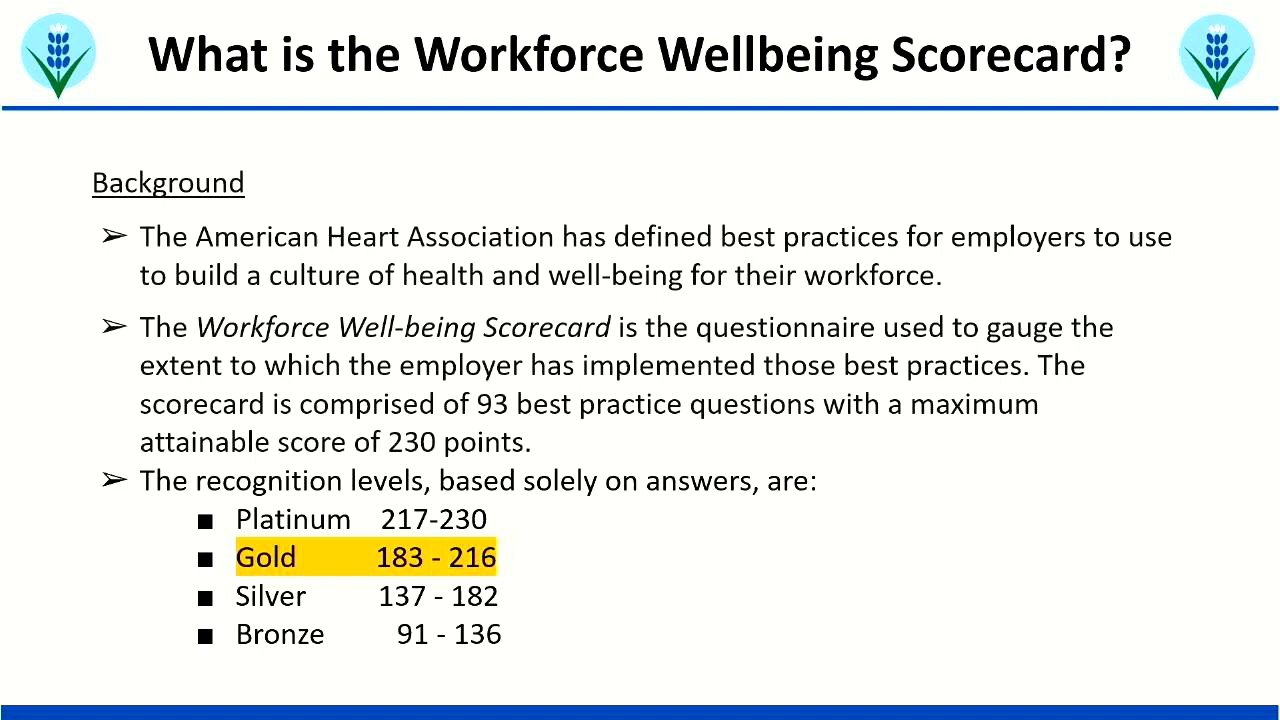 What is the Workforce Wellbeing Scorecard?
Background
➢ The American Heart Association has defined best practices for employers to use
to build a culture of health and well-being for their workforce.
➢ The Workforce Well-being Scorecard is the questionnaire used to gauge the
extent to which the employer has implemented those best practices. The
scorecard is comprised of 93 best practice questions with a maximum
attainable score of 230 points.
➢ The recognition levels, based solely on answers, are:
■ Platinum 217-230
■ Gold 183 - 216
■ Silver 137 - 182
■ Bronze 91 - 136